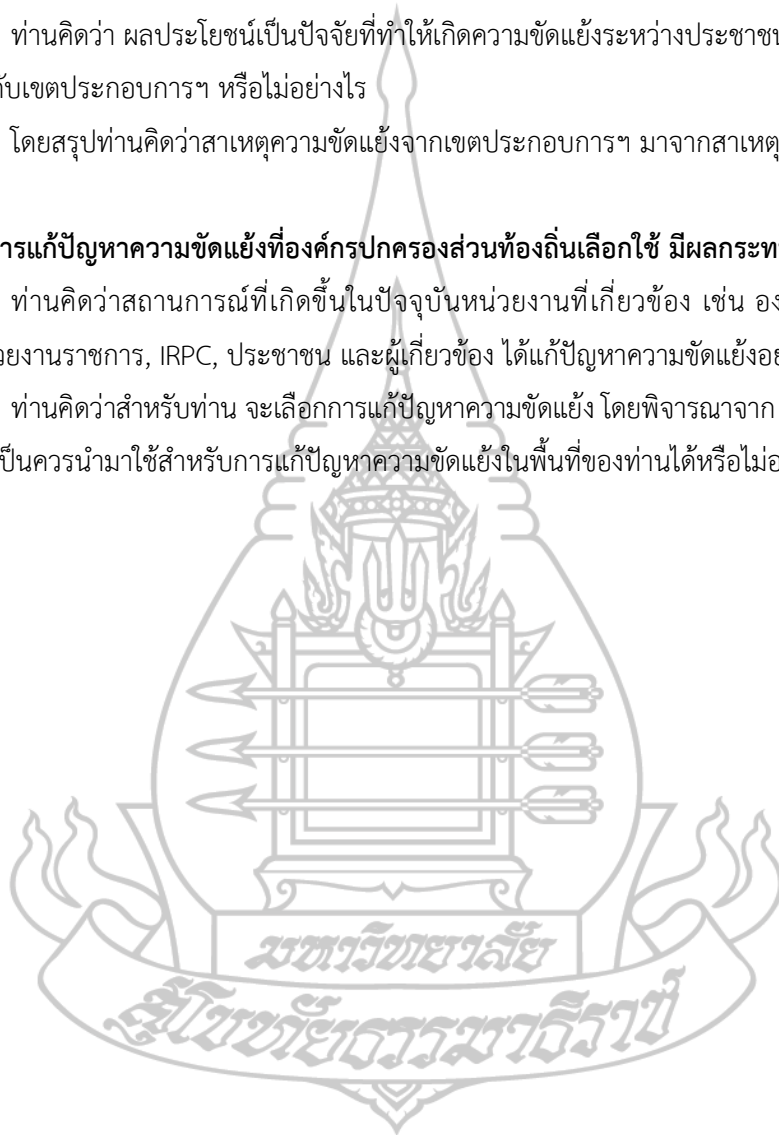 ท่านคิดว่า ผลประโยชน์เป็นปัจจัยที่ทำให้เกิดความขัดแย้งระหว่างประชาชน
กับเขตประกอบการฯ หรือไม่อย่างไร
โดยสรุปท่านคิดว่าสาเหตุความขัดแย้งจากเขตประกอบการฯ มาจากสาเหตุ
การแก้ปัญหาความขัดแย้งที่องค์กรปกครองส่วนท้องถิ่นเลือกใช้ มีผลกระท
ท่านคิดว่าสถานการณ์ที่เกิดขึ้นในปัจจุบันหน่วยงานที่เกี่ยวข้อง เช่น อง
วยงานราชการ, IRPC, ประชาชน และผู้เกี่ยวข้อง ได้แก้ปัญหาความขัดแย้งอย
ท่านคิดว่าสำหรับท่าน จะเลือกการแก้ปัญหาความขัดแย้ง โดยพิจารณาจาก
เป็นควรนำมาใช้สำหรับการแก้ปัญหาความขัดแย้งในพื้นที่ของท่านได้หรือไม่อ
มหาวิทยาลัย
สุโขทัยธรรมาธิราช